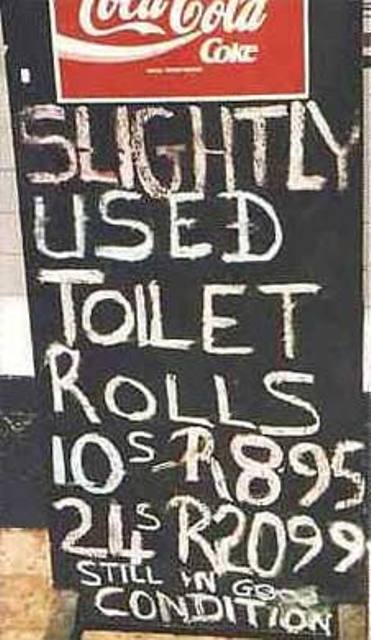 Coca-Cola
Coke
SLIGHTLY
USED
TOILET
ROLLS
10s R895
24s R2099
STILL IN GOOD
CONDITION